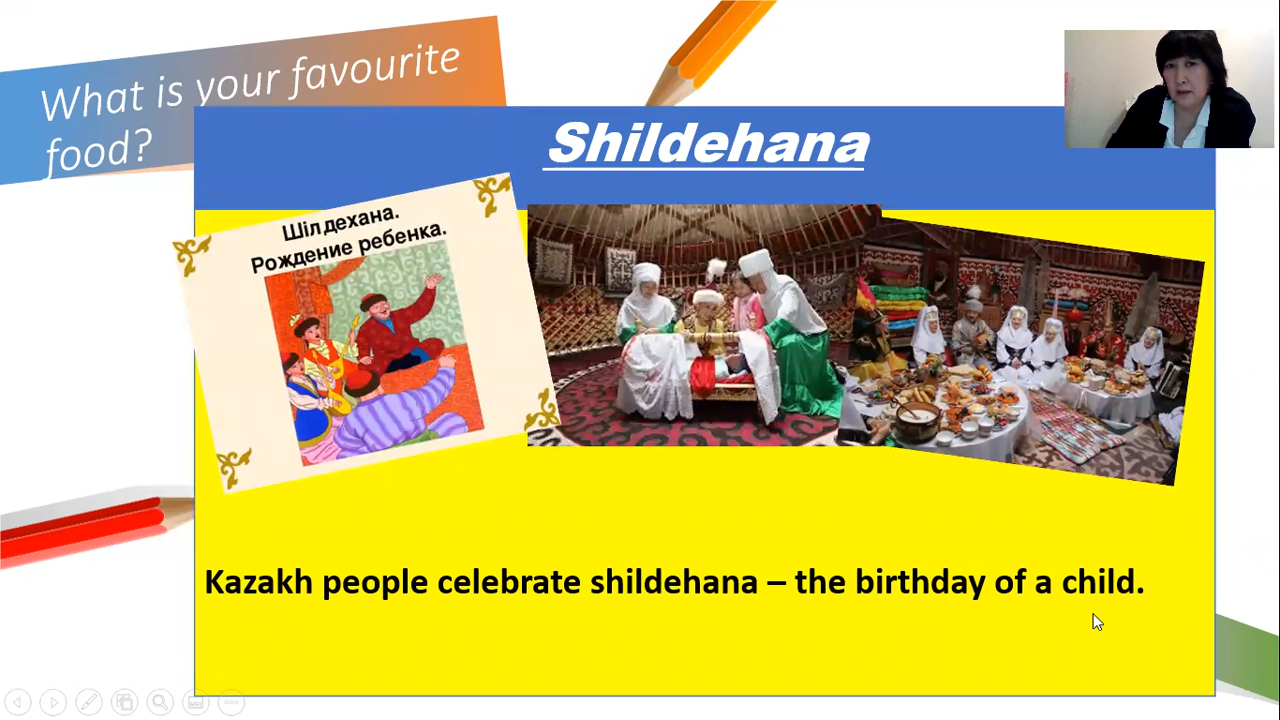 What is your favourite
food?
Shildehana
Шілдехана.
Рождение ребенка.
Kazakh people celebrate shildehana – the birthday of a child.